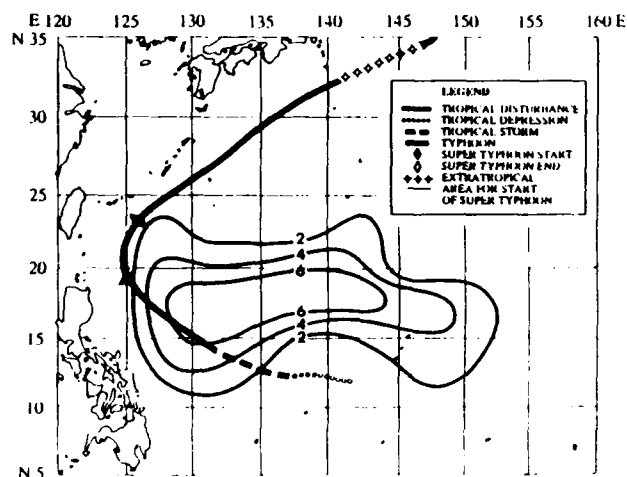 E 120 125 130 135 140 145 150 155 160 E
N 35
30
25
20
15
10
N 5
LEGEND
TROPICAL DISTURBANCE
TROPICAL DEPRESSION
TROPICAL STORM
TYPHOON
SUPER TYPHOON START
SUPER TYPHOON END
EXTRATROPICAL
AREA FOR START
OF SUPER TYPHOON
2
4
6
6
4
2